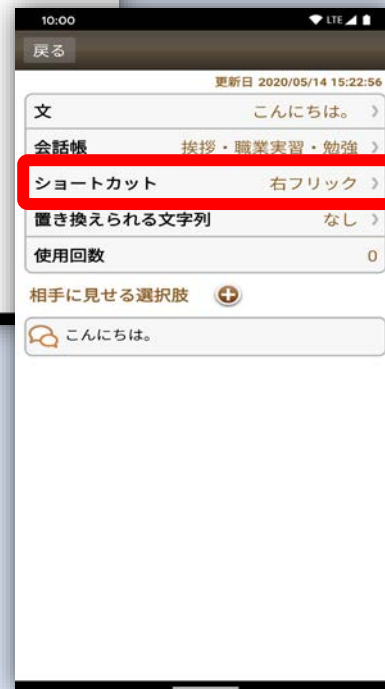 10:00 LTE
戻る
更新日 2020/05/14 15:22:56
文 こんにちは。
会話帳 挨拶・職業実習・勉強
ショートカット 右フリック
置き換えられる文字列 なし
使用回数 0
相手に見せる選択肢
こんにちは。